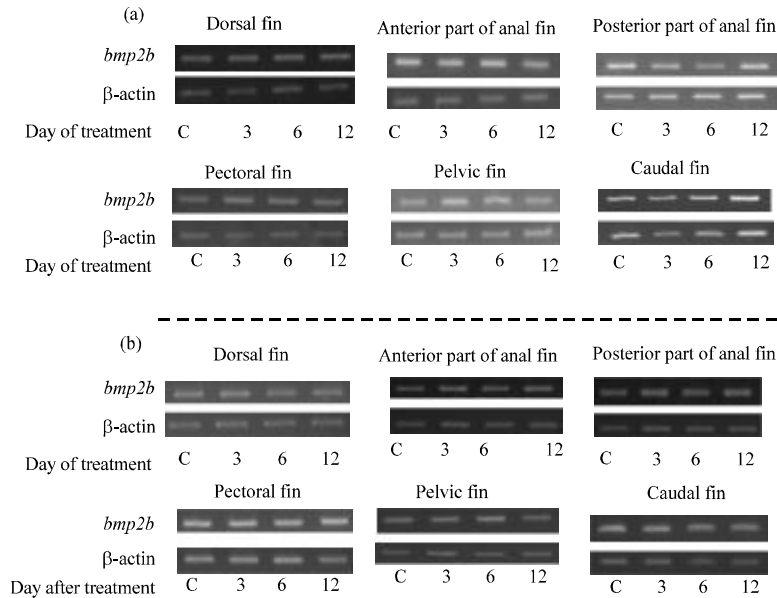 (a)
Dorsal fin Anterior part of anal fin Posterior part of anal fin
bmp2b
β-actin
Day of treatment C 3 6 12 C 3 6 12 C 3 6 12
Pectoral fin Pelvic fin Caudal fin
bmp2b
β-actin
Day of treatment C 3 6 12 C 3 6 12 C 3 6 12
(b)
Dorsal fin Anterior part of anal fin Posterior part of anal fin
bmp2b
β-actin
Day of treatment C 3 6 12 C 3 6 12 C 3 6 12
Pectoral fin Pelvic fin Caudal fin
bmp2b
β-actin
Day after treatment C 3 6 12 C 3 6 12 C 3 6 12